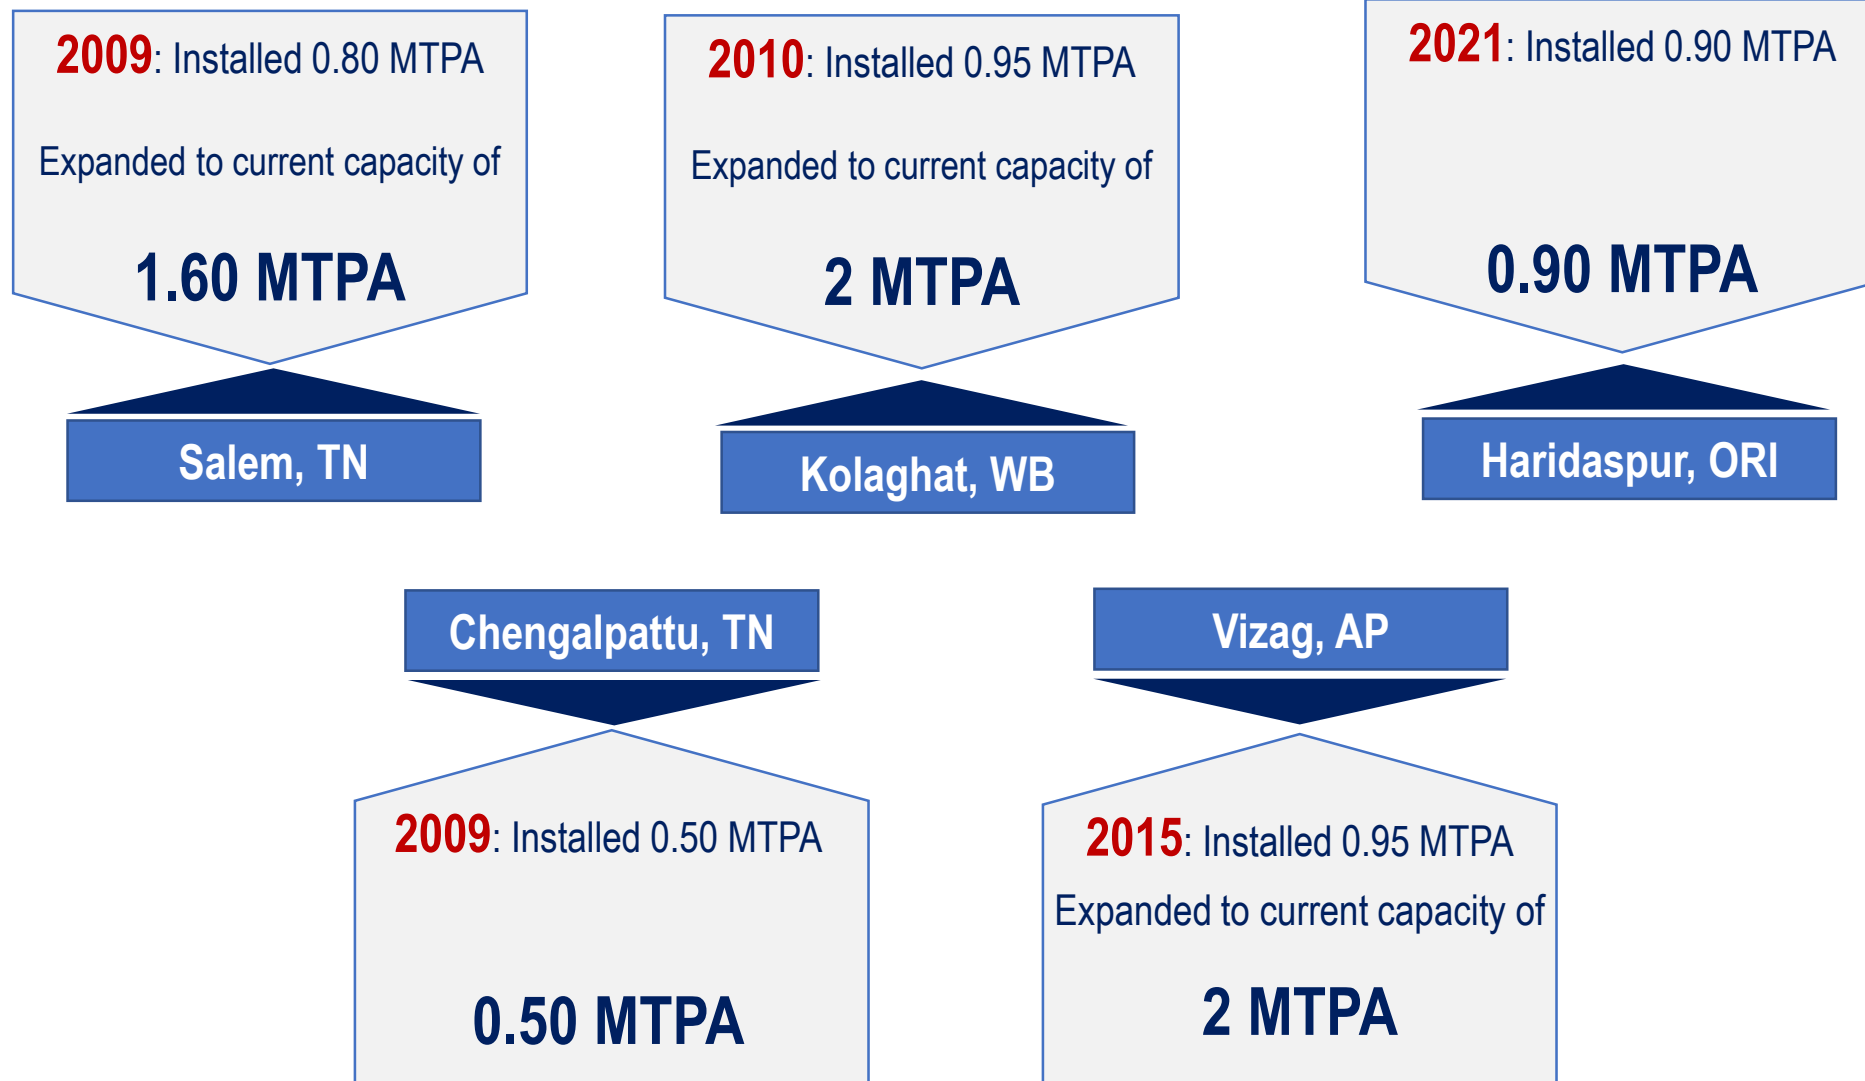 2009: Installed 0.80 MTPA
Expanded to current capacity of
1.60 MTPA
Salem, TN
2010: Installed 0.95 MTPA
Expanded to current capacity of
2 MTPA
Kolaghat, WB
2021: Installed 0.90 MTPA
0.90 MTPA
Haridaspur, ORI
Chengalpattu, TN
2009: Installed 0.50 MTPA
0.50 MTPA
Vizag, AP
2015: Installed 0.95 MTPA
Expanded to current capacity of
2 MTPA